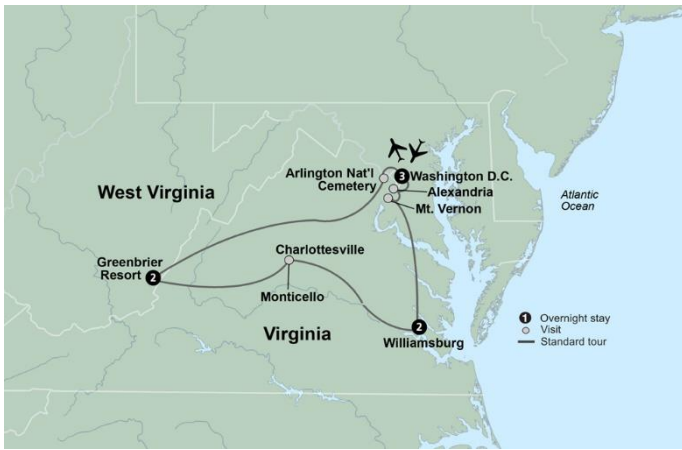 Arlington Nat'l
Cemetery
3
Washington D.C.
Alexandria
Mt. Vernon
West Virginia
Atlantic
Ocean
Charlottesville
Greenbrier
Resort
2
Monticello
Virginia
2
Williamsburg
1 Overnight stay
Visit
Standard tour